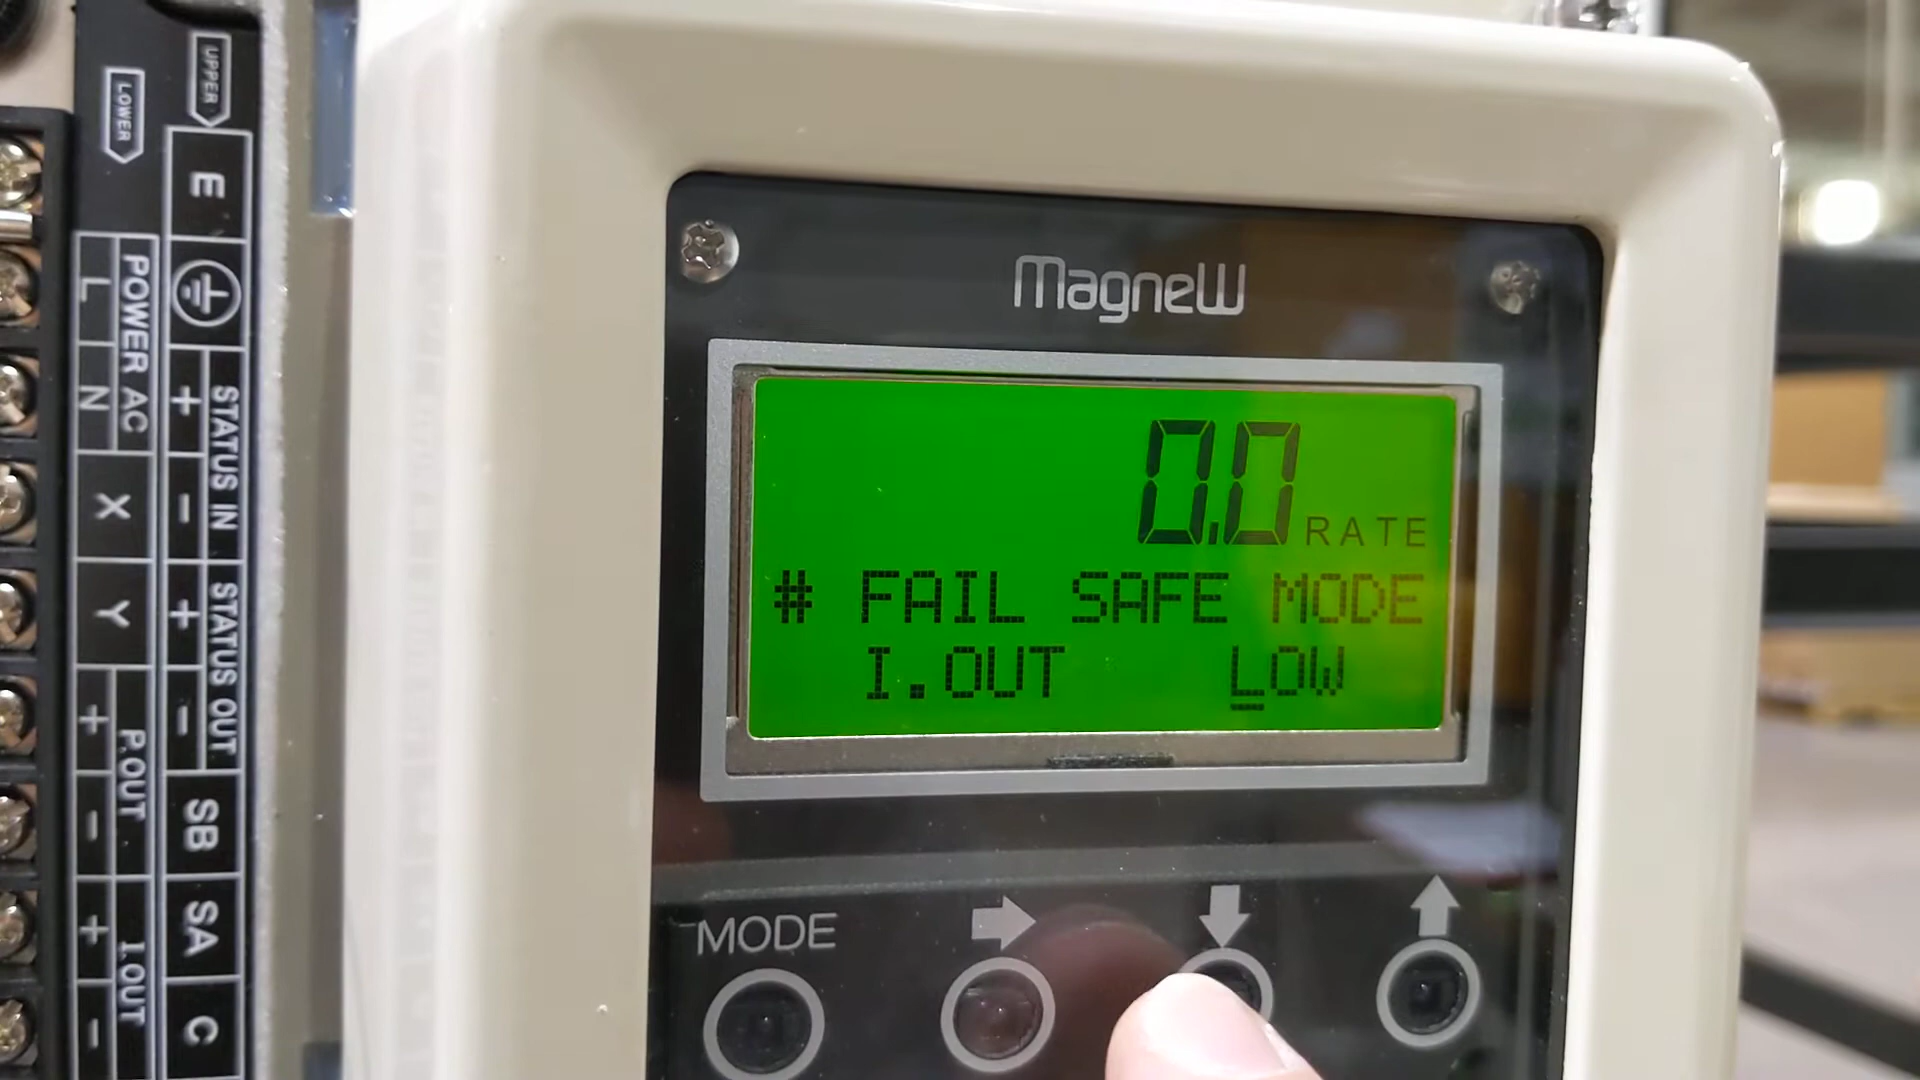 UPPER
LOWER
E
POWER AC
L
N
STATUS IN
+
-
X
Y
STATUS OUT
+
-
P.OUT
+
-
SB
SA
I.OUT
+
-
C
MagneW
0.0 RATE
# FAIL SAFE MODE
I.OUT LOW
MODE